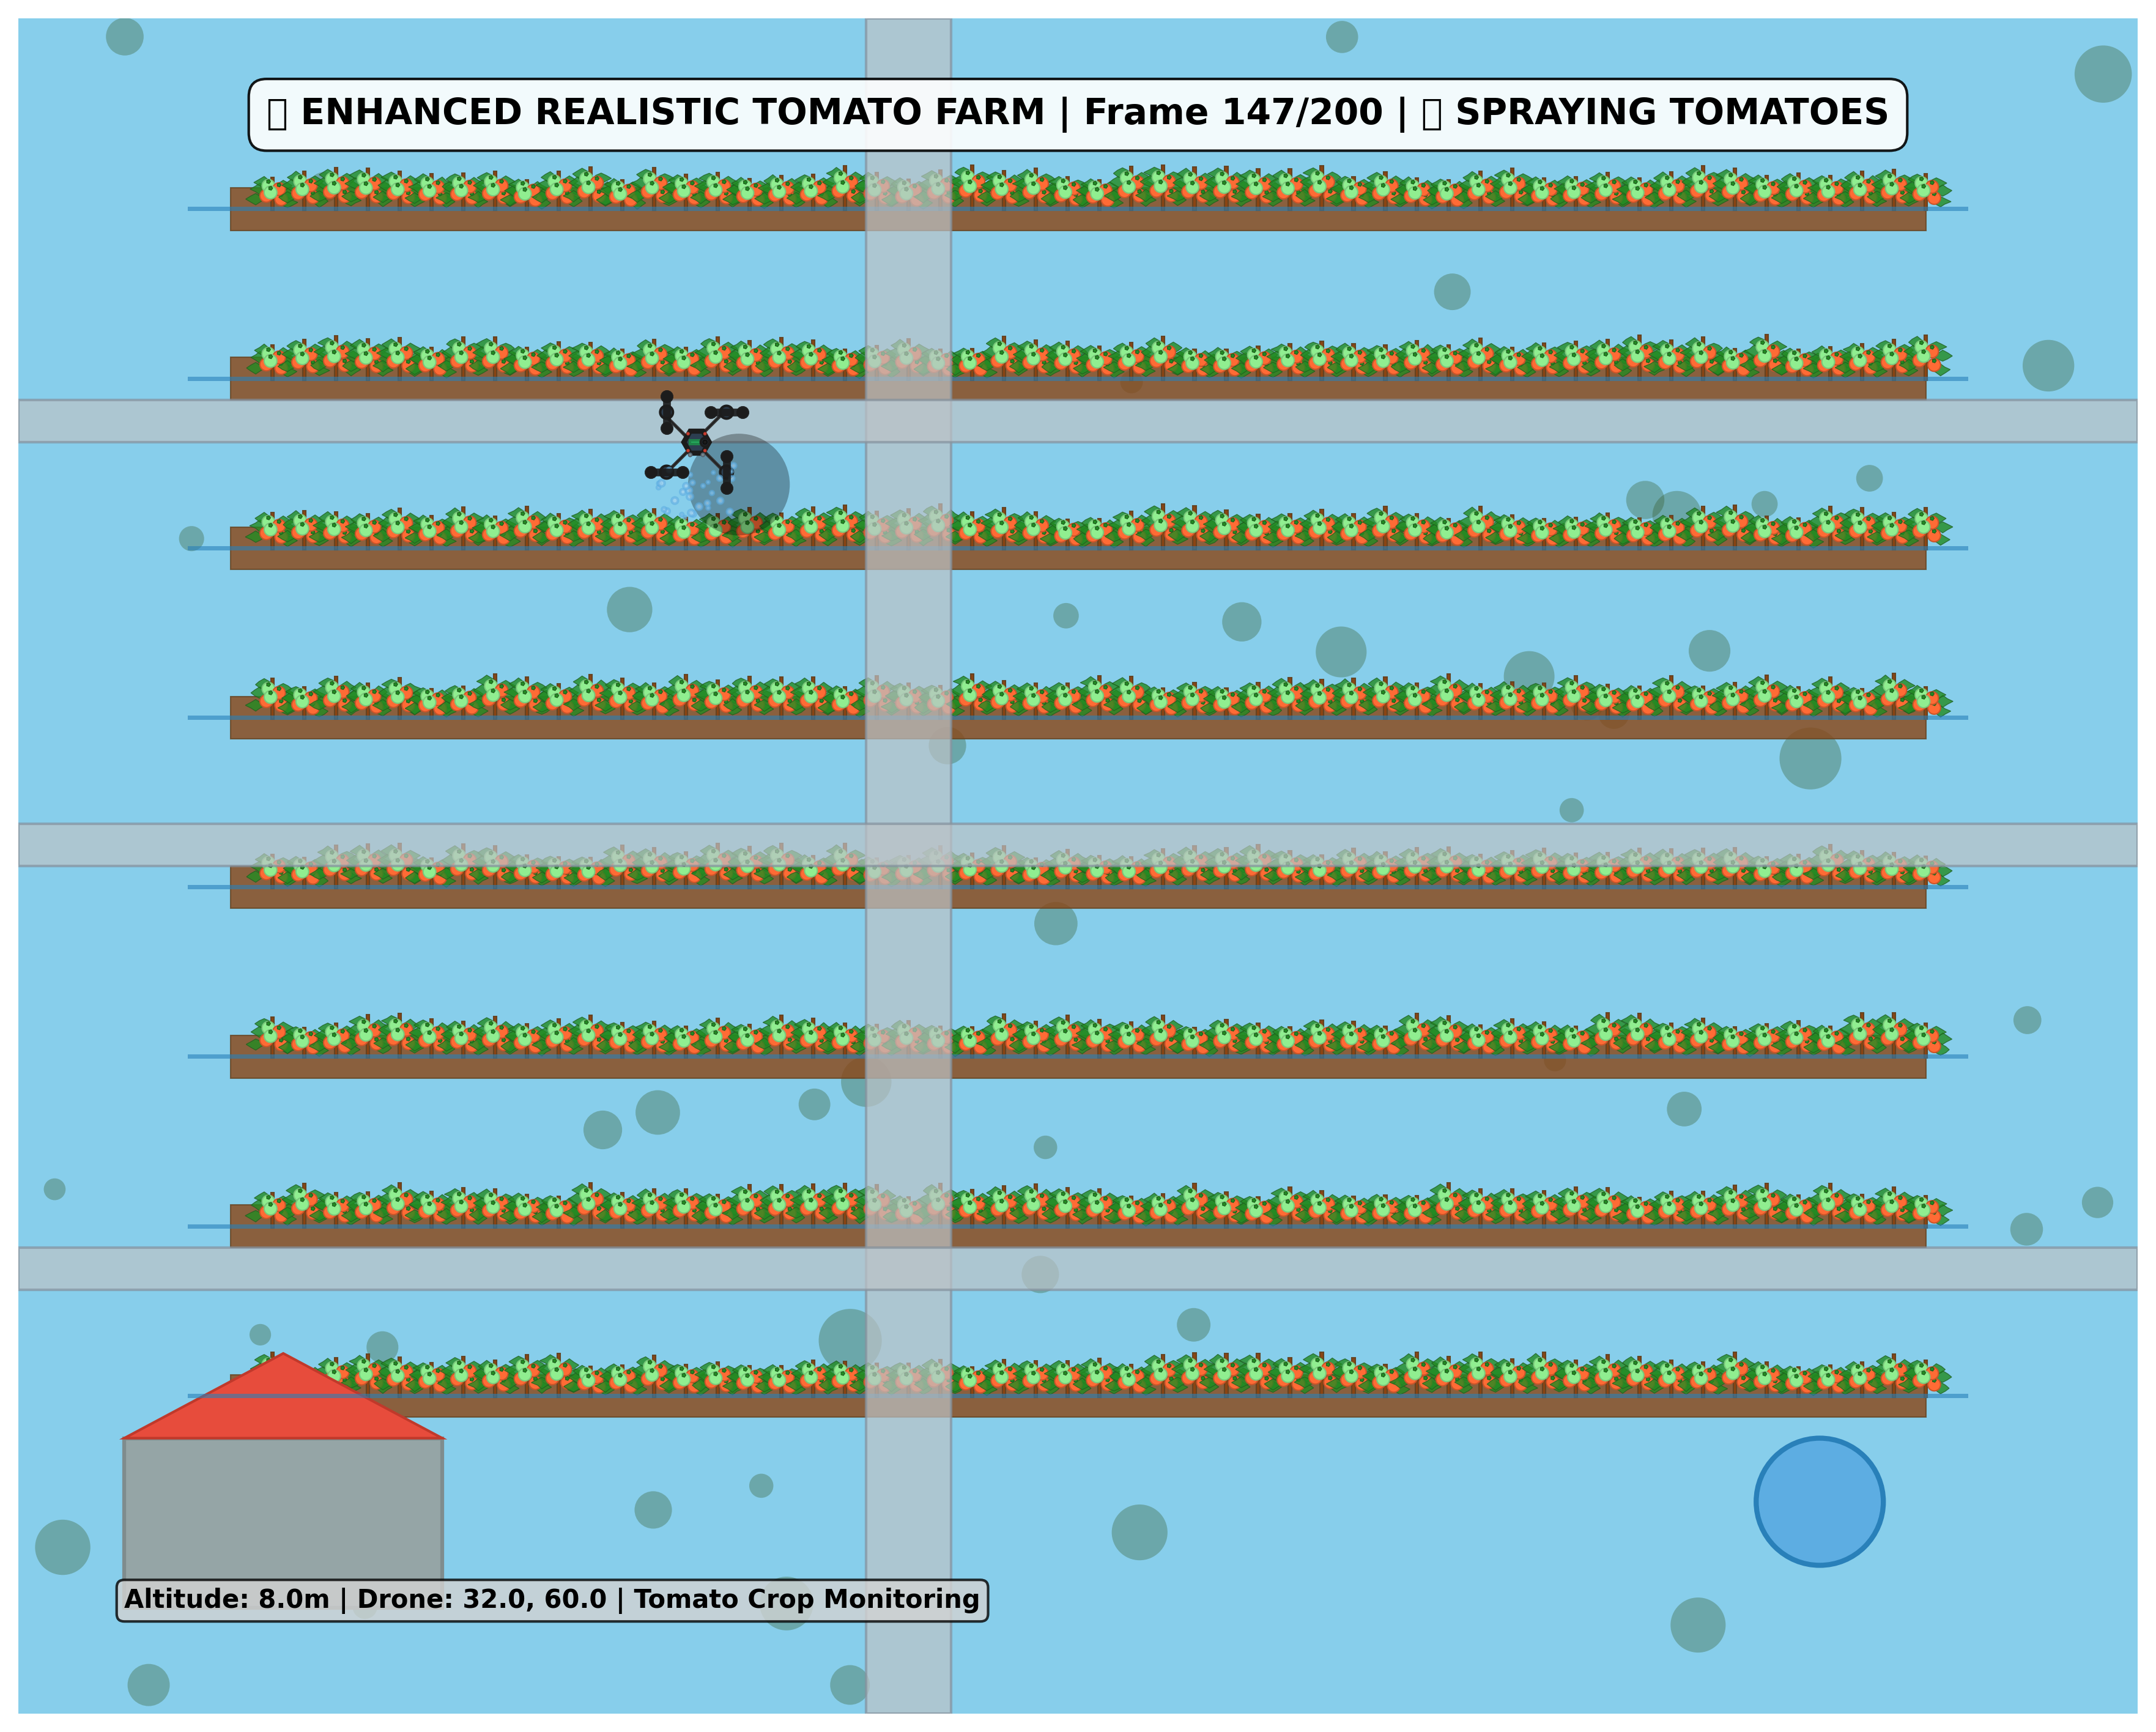 ▯ ENHANCED REALISTIC TOMATO FARM | Frame 147/200 | ▯ SPRAYING TOMATOES
Altitude: 8.0m | Drone: 32.0, 60.0 | Tomato Crop Monitoring